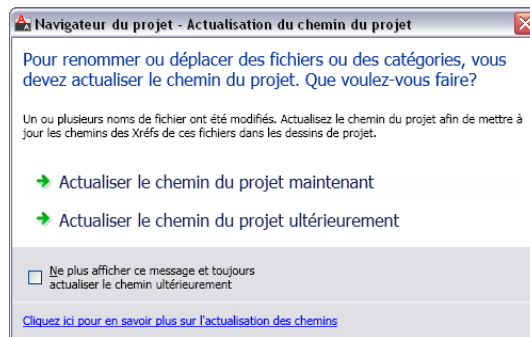 Navigateur du projet - Actualisation du chemin du projet
Pour renommer ou déplacer des fichiers ou des catégories, vous
devez actualiser le chemin du projet. Que voulez-vous faire?
Un ou plusieurs noms de fichier ont été modifiés. Actualisez le chemin du projet afin de mettre à
jour les chemins des Xréfs de ces fichiers dans les dessins de projet.
Actualiser le chemin du projet maintenant
Actualiser le chemin du projet ultérieurement
Ne plus afficher ce message et toujours
actualiser le chemin ultérieurement
Cliquez ici pour en savoir plus sur l'actualisation des chemins